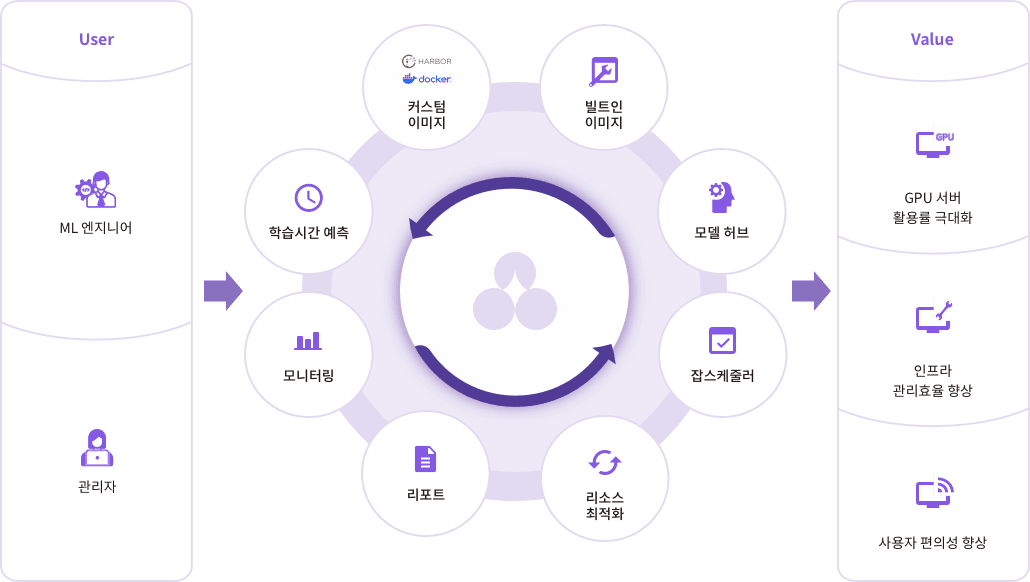 User
ML 엔지니어
관리자
HARBOR
docker
커스텀
이미지
빌트인
이미지
학습시간 예측
모델 허브
모니터링
잡스케줄러
리포트
리소스
최적화
Value
GPU
GPU 서버
활용률 극대화
인프라
관리효율 향상
사용자 편의성 향상